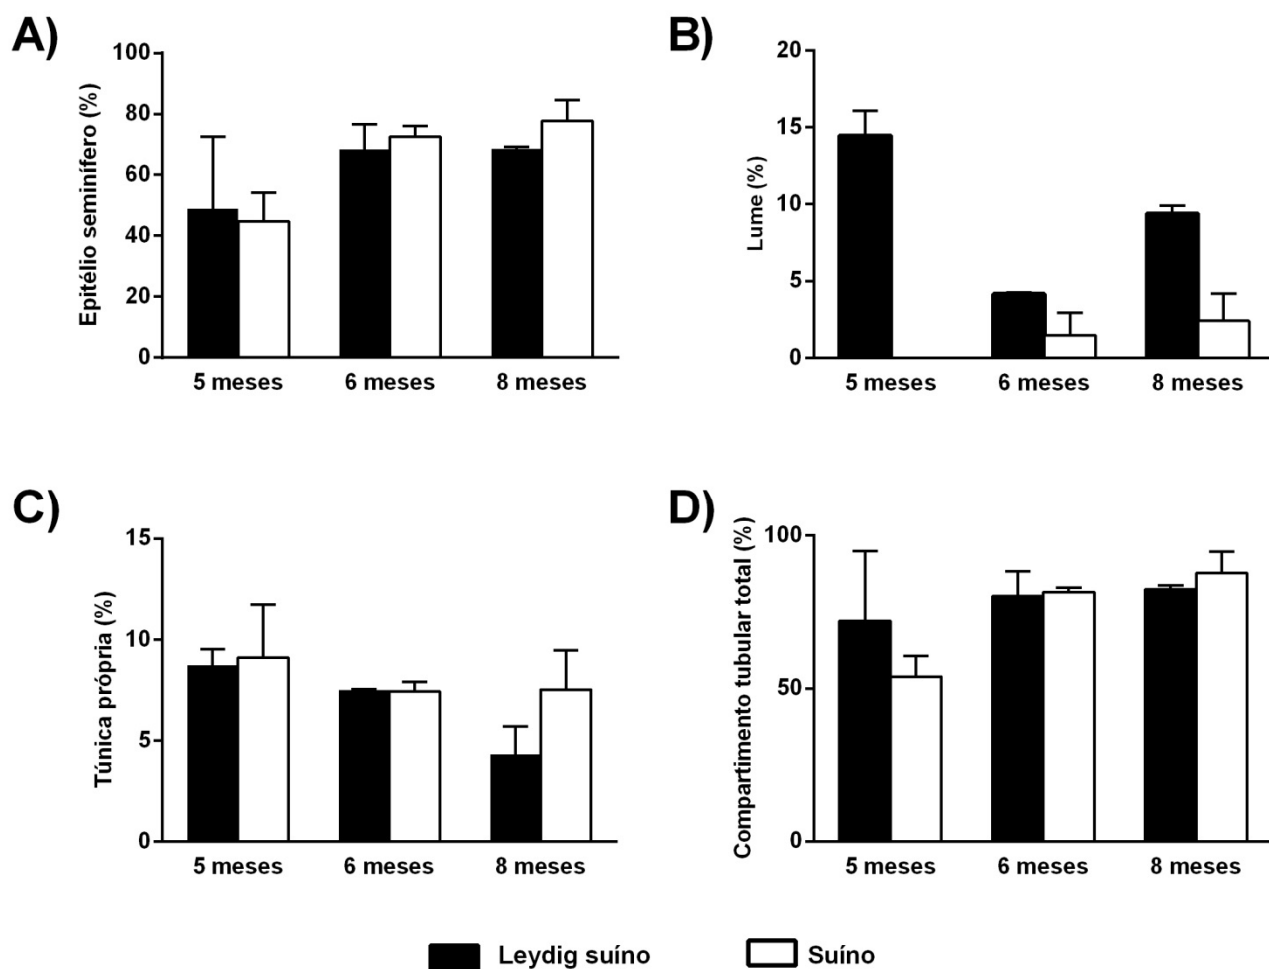 A)
Epitélio seminífero (%)
100
80
60
40
20
0
5 meses 6 meses 8 meses
B)
Lume (%)
20
15
10
5
0
5 meses 6 meses 8 meses
C)
Túnica própria (%)
15
10
5
0
5 meses 6 meses 8 meses
D)
Compartimento tubular total (%)
100
50
0
5 meses 6 meses 8 meses
Leydig suíno Suíno